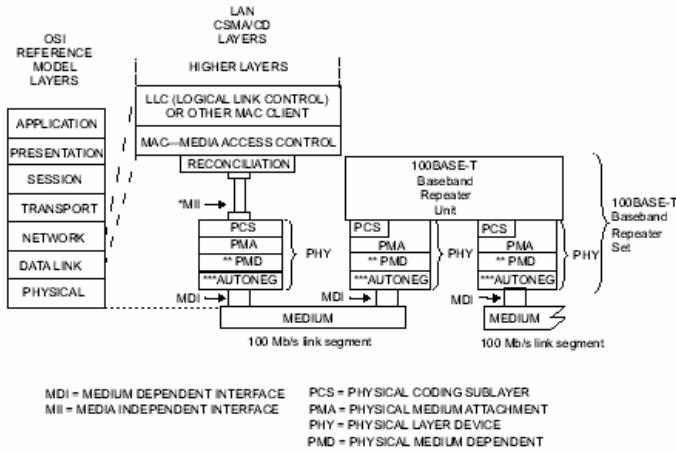 LAN
CSMA/CD
LAYERS
OSI
REFERENCE
MODEL
LAYERS
HIGHER LAYERS
LLC (LOGICAL LINK CONTROL)
OR OTHER MAC CLIENT
MAC—MEDIA ACCESS CONTROL
RECONCILIATION
APPLICATION
PRESENTATION
SESSION
TRANSPORT
NETWORK
DATA LINK
PHYSICAL
*MII
PCS
PMA
** PMD
***AUTONEG
PHY
MDI
100BASE-T
Baseband
Repeater
Unit
PCS
PMA
** PMD
***AUTONEG
PHY
MDI
PCS
PMA
** PMD
***AUTONEG
PHY
MDI
100BASE-T
Baseband
Repeater
Set
MEDIUM
MEDIUM
100 Mb/s link segment
100 Mb/s link segment
MDI = MEDIUM DEPENDENT INTERFACE
MII = MEDIA INDEPENDENT INTERFACE
PCS = PHYSICAL CODING SUBLAYER
PMA = PHYSICAL MEDIUM ATTACHMENT
PHY = PHYSICAL LAYER DEVICE
PMD = PHYSICAL MEDIUM DEPENDENT